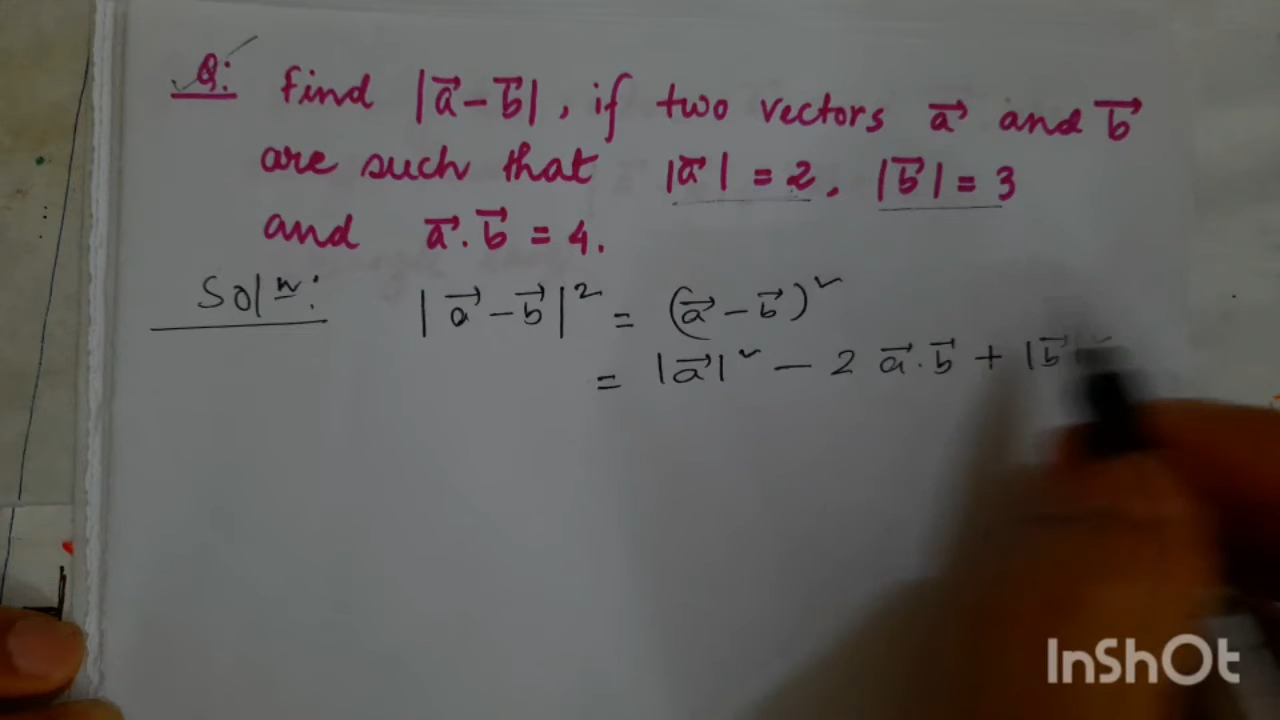 Q: Find |a⃗ - b⃗|, if two vectors a⃗ and b⃗
are such that |a⃗| = 2, |b⃗| = 3
and a⃗.b⃗ = 4.
Solⁿ: |a⃗ - b⃗|² = (a⃗ - b⃗)²
= |a⃗|² - 2 a⃗.b⃗ + |b⃗
InShOt